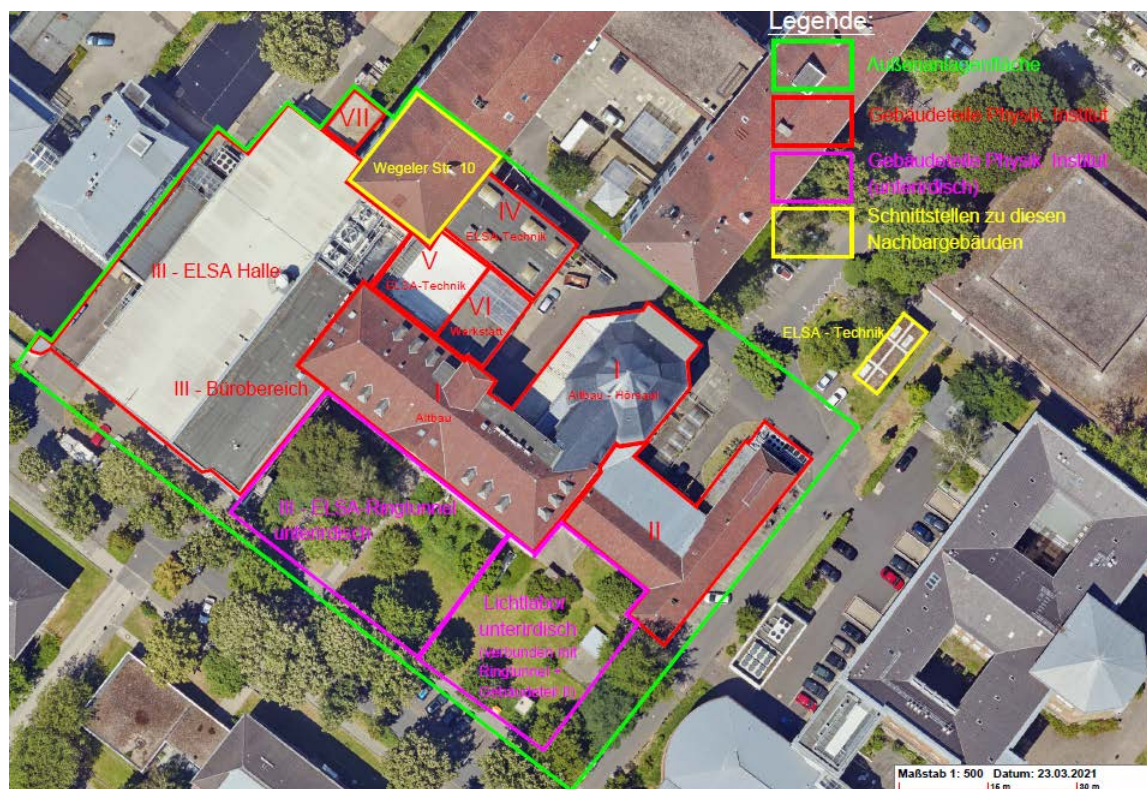 Legende:
Außenanlagenfläche
Gebäudeteile Physik. Institut
Gebäudeteile Physik. Institut
(unterirdisch)
Schnittstellen zu diesen
Nachbargebäuden
VII
Wegeler Str. 10
IV
ELSA-Technik
V
ELSA-Technik
VI
Werkstatt
III - ELSA Halle
III - Bürobereich
I
Altbau
I
Altbau - Hörsaal
ELSA - Technik
II
III - ELSA-Ringtunnel
unterirdisch
Lichtlabor
unterirdisch
(verbunden mit
Ringtunnel +
Gebäudeteil II)
Maßstab 1: 500 Datum: 23.03.2021
15 m
30 m